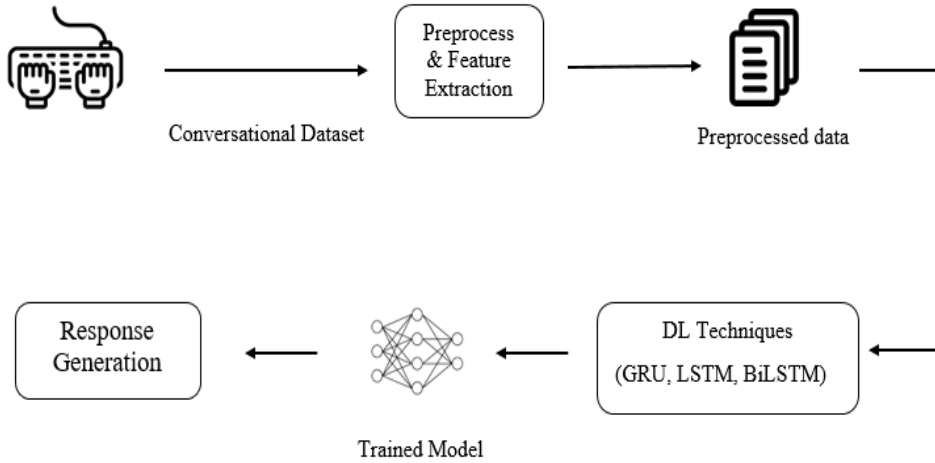 Preprocess
& Feature
Extraction
Conversational Dataset
Preprocessed data
DL Techniques
(GRU, LSTM, BiLSTM)
Trained Model
Response
Generation